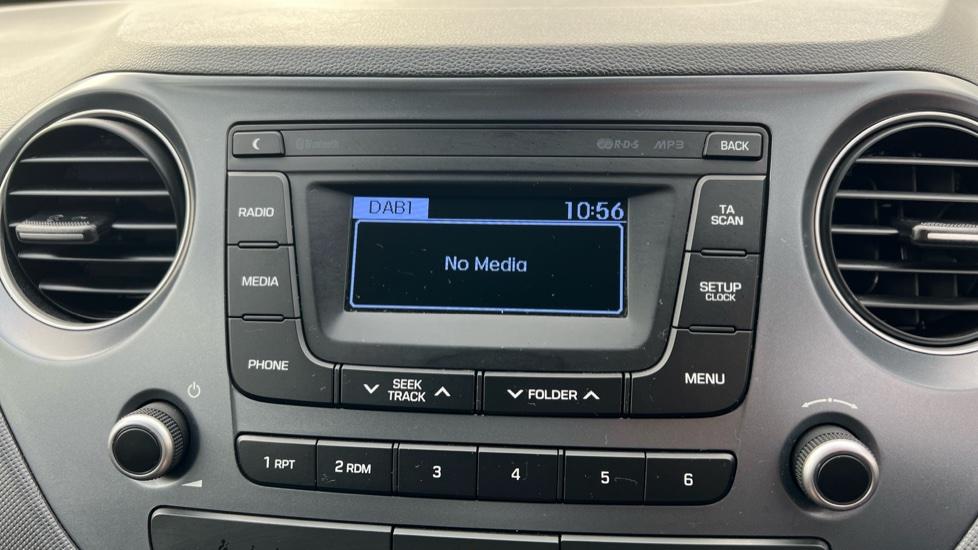 Bluetooth R·D·S MP3 BACK
RADIO
DAB1 10:56
TA
SCAN
No Media
MEDIA
SETUP
CLOCK
PHONE
SEEK
TRACK
FOLDER
MENU
1 RPT 2 RDM 3 4 5 6